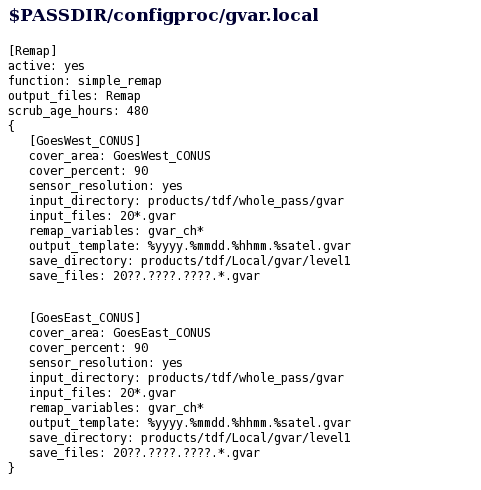 $PASSDIR/configproc/gvar.local
[Remap]
active: yes
function: simple_remap
output_files: Remap
scrub_age_hours: 480
{
[GoesWest_CONUS]
cover_area: GoesWest_CONUS
cover_percent: 90
sensor_resolution: yes
input_directory: products/tdf/whole_pass/gvar
input_files: 20*.gvar
remap_variables: gvar_ch*
output_template: %yyyy.%mmdd.%hhmm.%satel.gvar
save_directory: products/tdf/Local/gvar/level1
save_files: 20??.????.????.*.gvar
[GoesEast_CONUS]
cover_area: GoesEast_CONUS
cover_percent: 90
sensor_resolution: yes
input_directory: products/tdf/whole_pass/gvar
input_files: 20*.gvar
remap_variables: gvar_ch*
output_template: %yyyy.%mmdd.%hhmm.%satel.gvar
save_directory: products/tdf/Local/gvar/level1
save_files: 20??.????.????.*.gvar
}